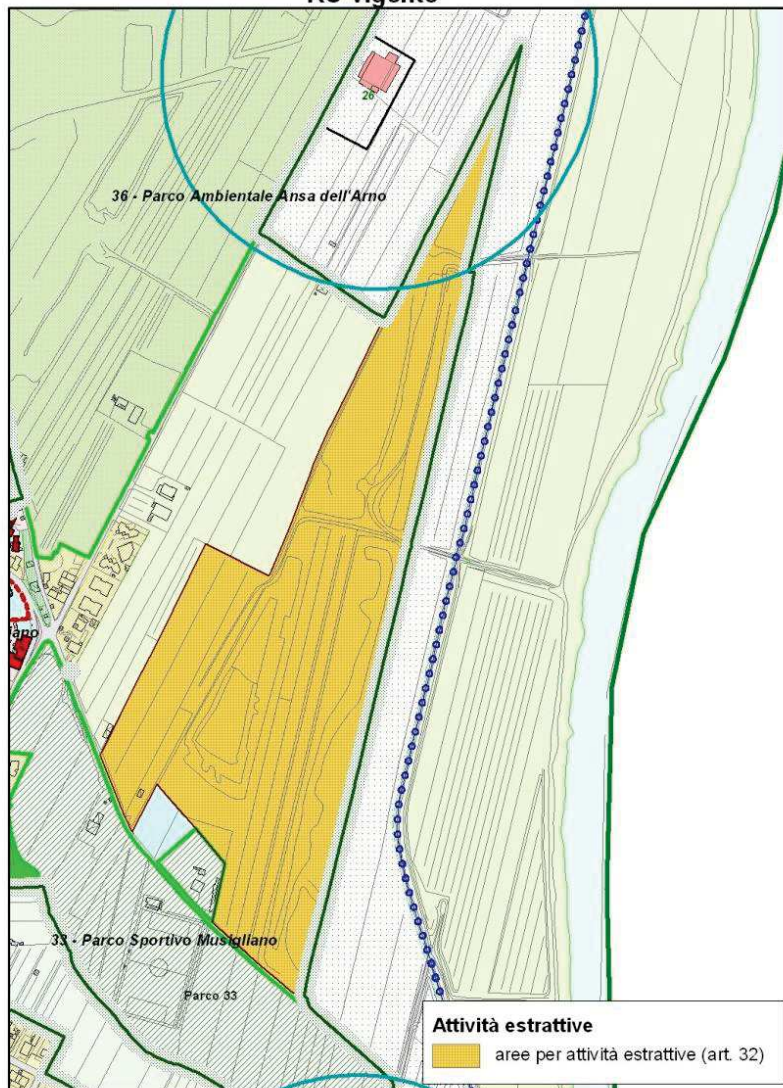 RU vigente
26
36 - Parco Ambientale Ansa dell'Arno
33 - Parco Sportivo Musigliano
Parco 33
Attività estrattive
aree per attività estrattive (art. 32)